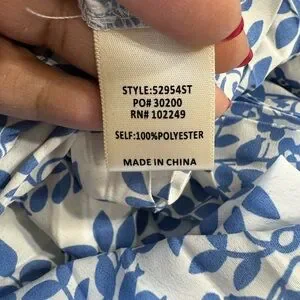 STYLE:52954ST
PO# 30200
RN# 102249
SELF:100%POLYESTER
MADE IN CHINA